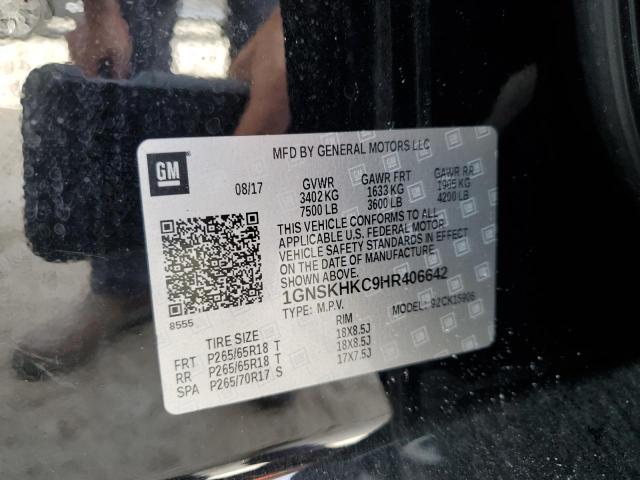 MFD BY GENERAL MOTORS LLC
GM
08/17
GVWR GAWR FRT GAWR RR
3402 KG 1633 KG 1905 KG
7500 LB 3600 LB 4200 LB
THIS VEHICLE CONFORMS TO ALL
APPLICABLE U.S. FEDERAL MOTOR
VEHICLE SAFETY STANDARDS IN
EFFECT ON THE DATE OF MANUFACTURE
SHOWN ABOVE.
1GNSKHKC9HR406642
TYPE: M.P.V. MODEL: 92CK15906
8555
TIRE SIZE RIM
FRT P265/65R18 T 18X8.5J
RR P265/65R18 T 18X8.5J
SPA P265/70R17 S 17X7.5J